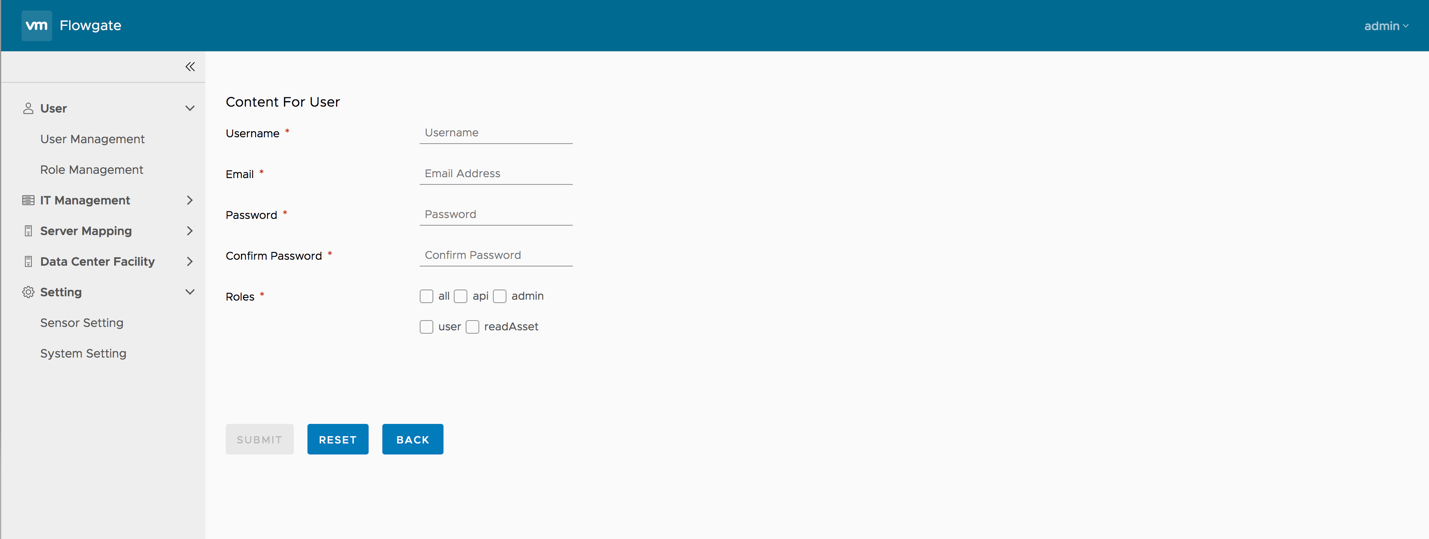 vm Flowgate
admin
User
User Management
Role Management
IT Management
Server Mapping
Data Center Facility
Setting
Sensor Setting
System Setting
Content For User
Username * Username
Email * Email Address
Password * Password
Confirm Password * Confirm Password
Roles * all api admin
user readAsset
SUBMIT RESET BACK